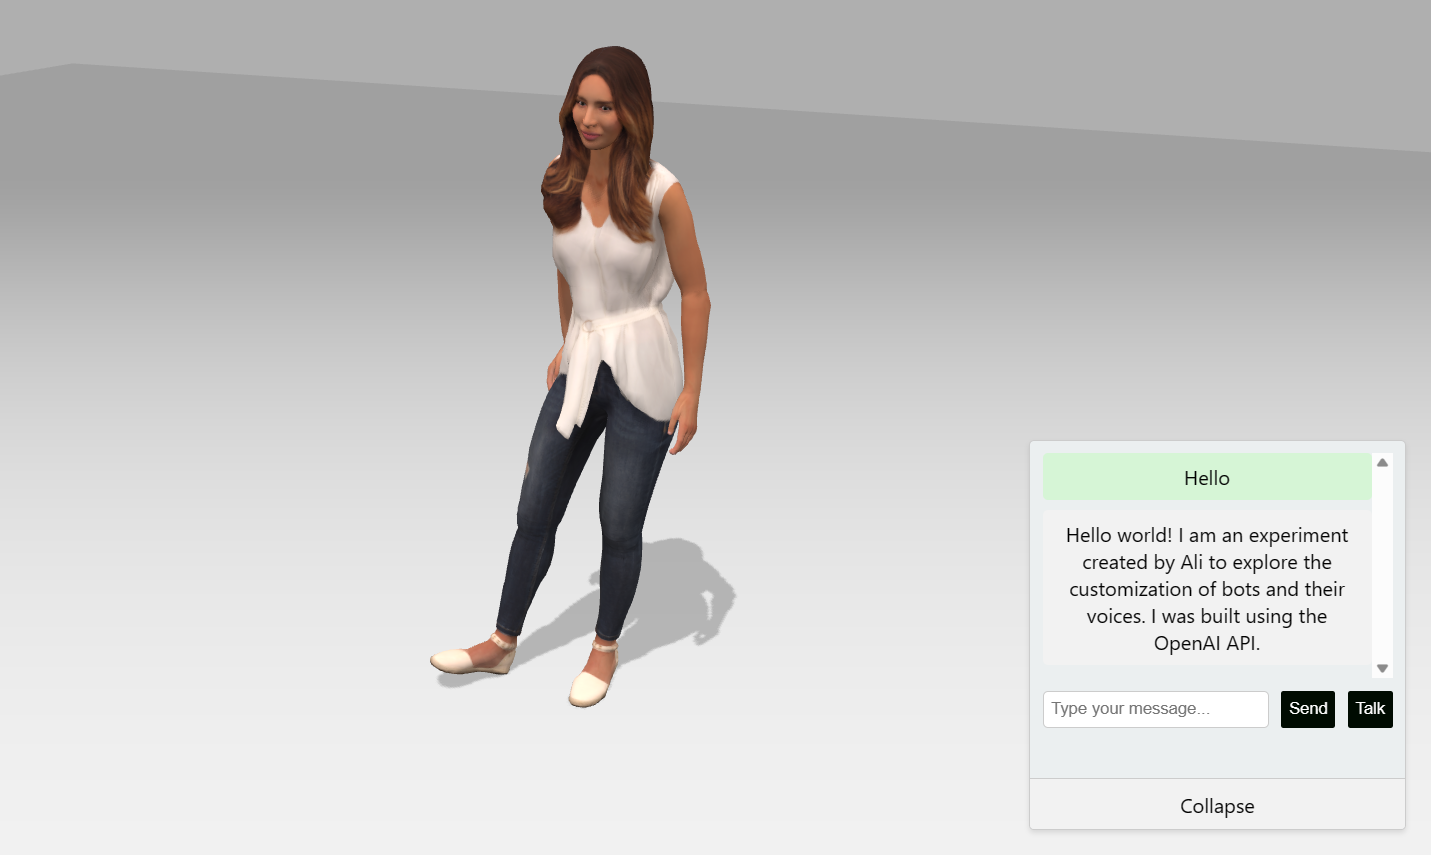 Hello
Hello world! I am an experiment
created by Ali to explore the
customization of bots and their
voices. I was built using the
OpenAI API.
Type your message...
Send
Talk
Collapse